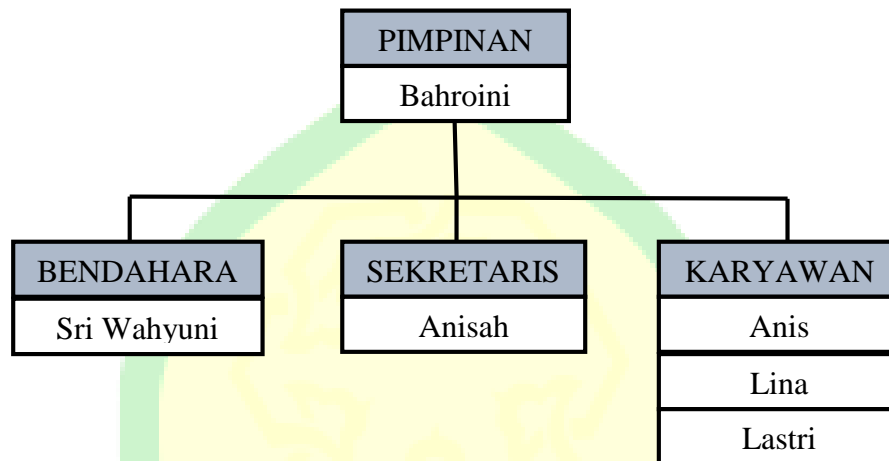 PIMPINAN
Bahroini
BENDAHARA
Sri Wahyuni
SEKRETARIS
Anisah
KARYAWAN
Anis
Lina
Lastri